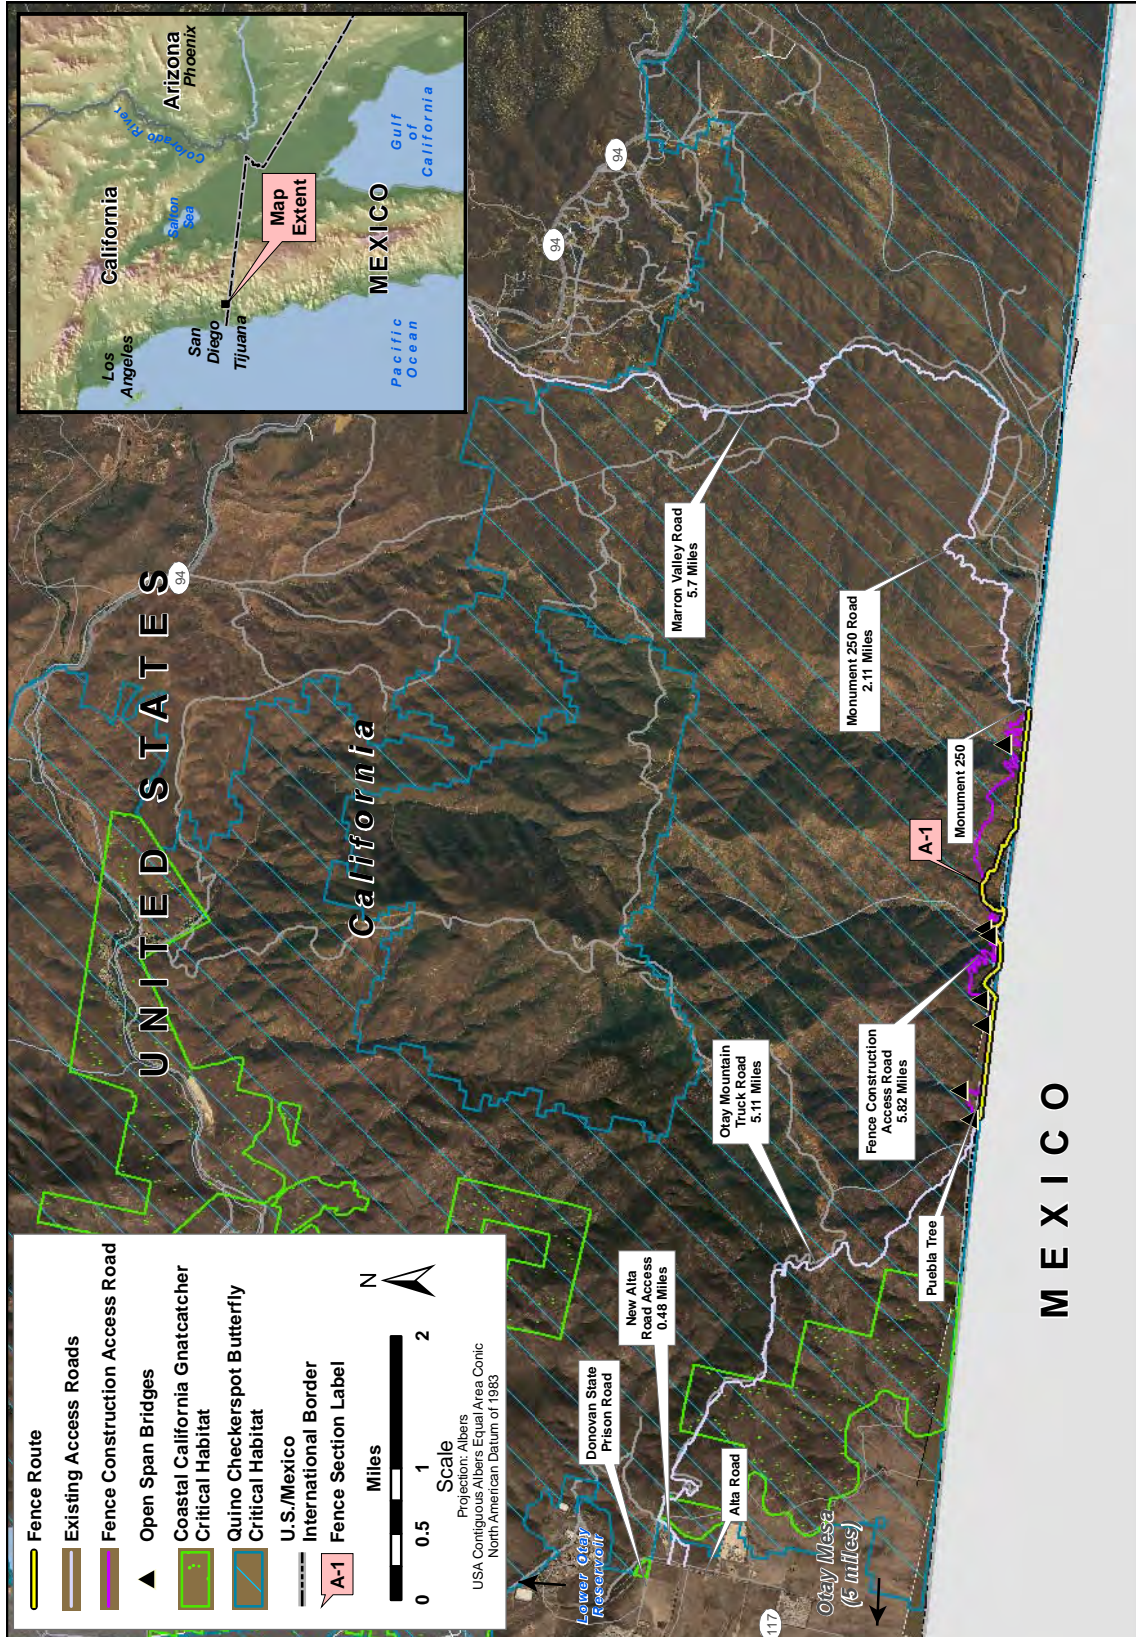 UNITED STATES
California
MEXICO
94
94
94
117
Marron Valley Road
5.7 Miles
Monument 250 Road
2.11 Miles
Monument 250
A-1
Fence Construction
Access Road
5.82 Miles
Otay Mountain
Truck Road
5.11 Miles
Puebla Tree
New Alta
Road Access
0.48 Miles
Donovan State
Prison Road
Alta Road
Lower Otay
Reservoir
Otay Mesa
(5 miles)
Fence Route
Existing Access Roads
Fence Construction Access Road
Open Span Bridges
Coastal California Gnatcatcher
Critical Habitat
Quino Checkerspot Butterfly
Critical Habitat
U.S./Mexico
International Border
A-1
Fence Section Label
N
Miles
0
0.5
1
2
Scale
Projection: Albers
USA Contiguous Albers Equal Area Conic
North American Datum of 1983
California
Arizona
Phoenix
Colorado River
Salton
Sea
Los
Angeles
San
Diego
Tijuana
Map
Extent
MEXICO
Pacific
Ocean
Gulf
of
California